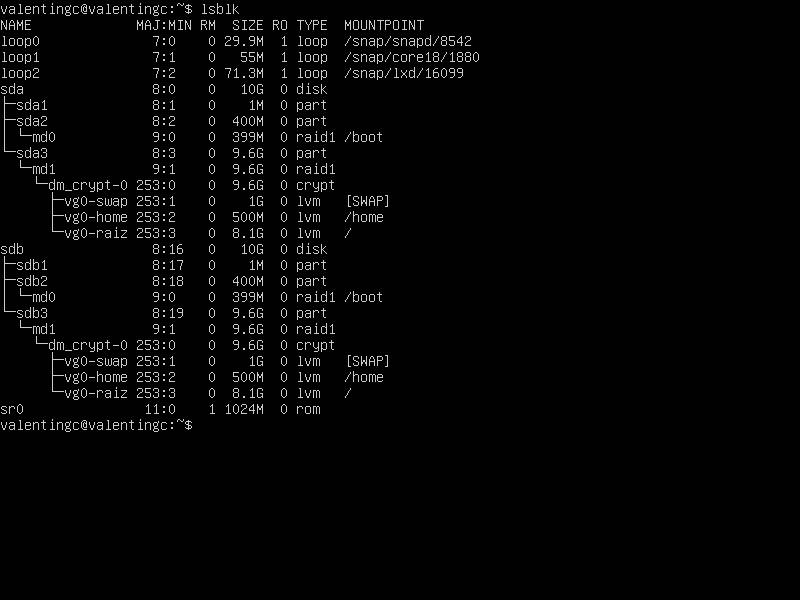 valentingc@valentingc:~$ lsblk
NAME             MAJ:MIN RM  SIZE RO TYPE  MOUNTPOINT
loop0              7:0    0 29.9M  1 loop  /snap/snapd/8542
loop1              7:1    0   55M  1 loop  /snap/core18/1880
loop2              7:2    0 71.3M  1 loop  /snap/lxd/16099
sda                8:0    0   10G  0 disk
├─sda1             8:1    0    1M  0 part
├─sda2             8:2    0  400M  0 part
│ └─md0            9:0    0  399M  0 raid1 /boot
└─sda3             8:3    0  9.6G  0 part
  └─md1            9:1    0  9.6G  0 raid1
    └─dm_crypt-0 253:0    0  9.6G  0 crypt
      ├─vg0-swap 253:1    0    1G  0 lvm   [SWAP]
      ├─vg0-home 253:2    0  500M  0 lvm   /home
      └─vg0-raiz 253:3    0  8.1G  0 lvm   /
sdb                8:16   0   10G  0 disk
├─sdb1             8:17   0    1M  0 part
├─sdb2             8:18   0  400M  0 part
│ └─md0            9:0    0  399M  0 raid1 /boot
└─sdb3             8:19   0  9.6G  0 part
  └─md1            9:1    0  9.6G  0 raid1
    └─dm_crypt-0 253:0    0  9.6G  0 crypt
      ├─vg0-swap 253:1    0    1G  0 lvm   [SWAP]
      ├─vg0-home 253:2    0  500M  0 lvm   /home
      └─vg0-raiz 253:3    0  8.1G  0 lvm   /
sr0               11:0    1 1024M  0 rom
valentingc@valentingc:~$